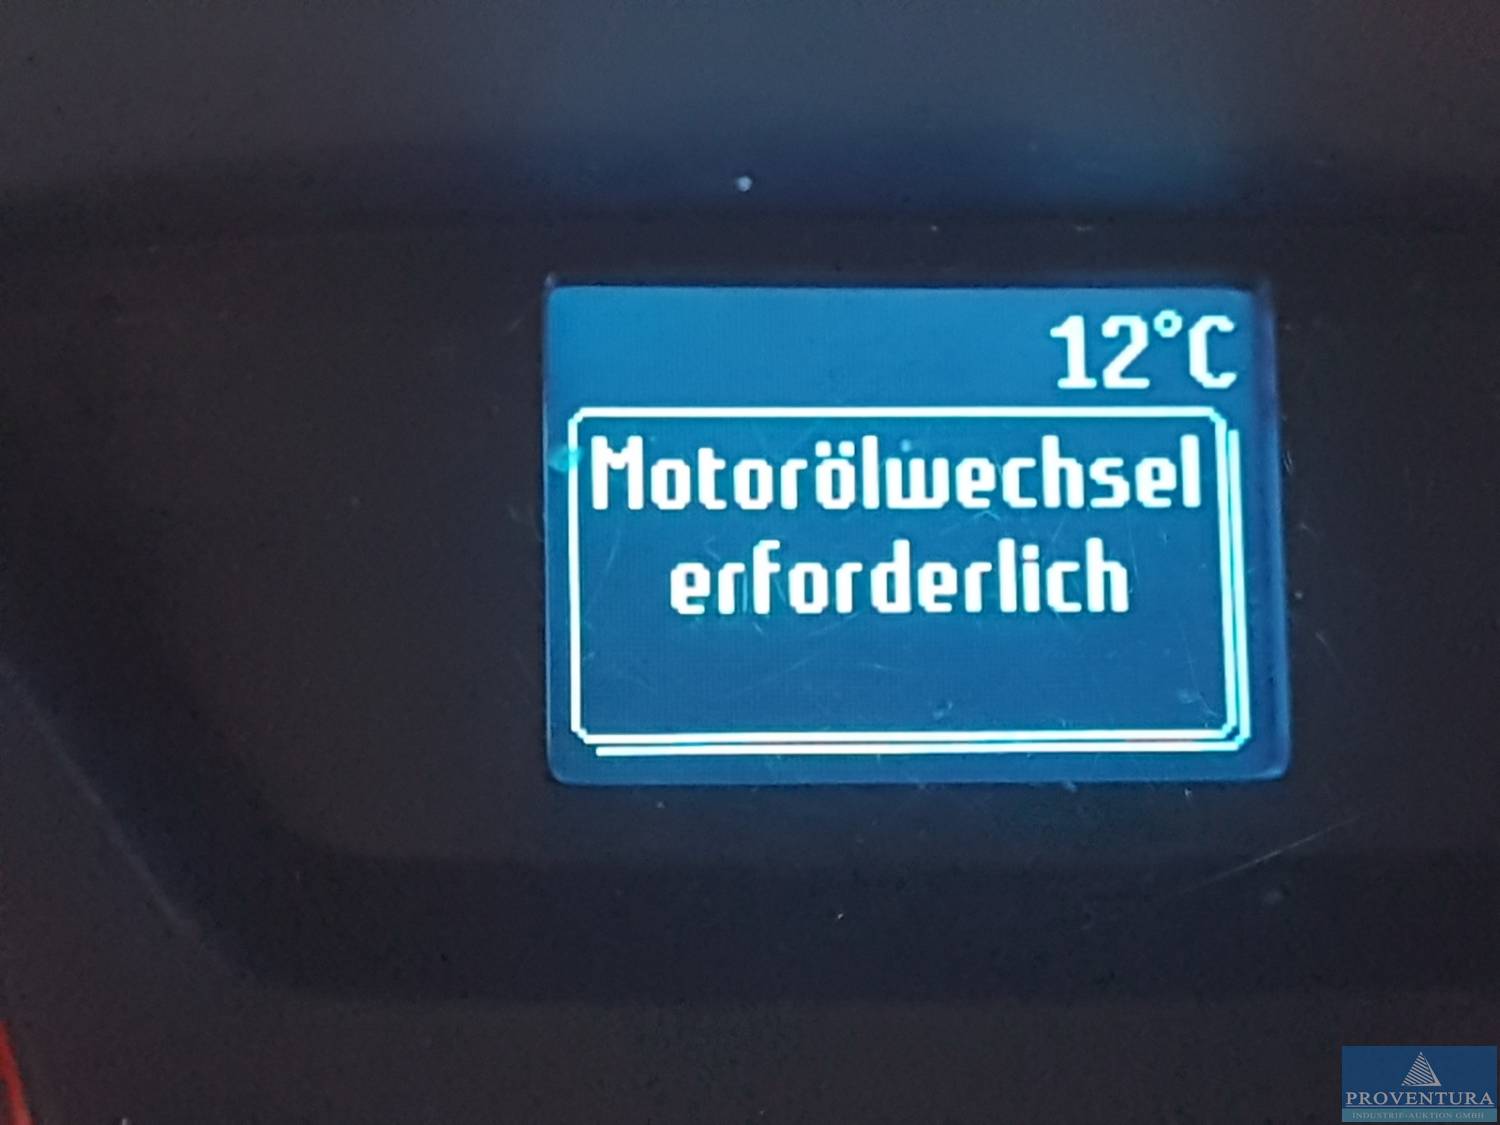 12°C
Motorölwechsel
erforderlich
PROVENTURA
INDUSTRIE-AUKTION GMBH